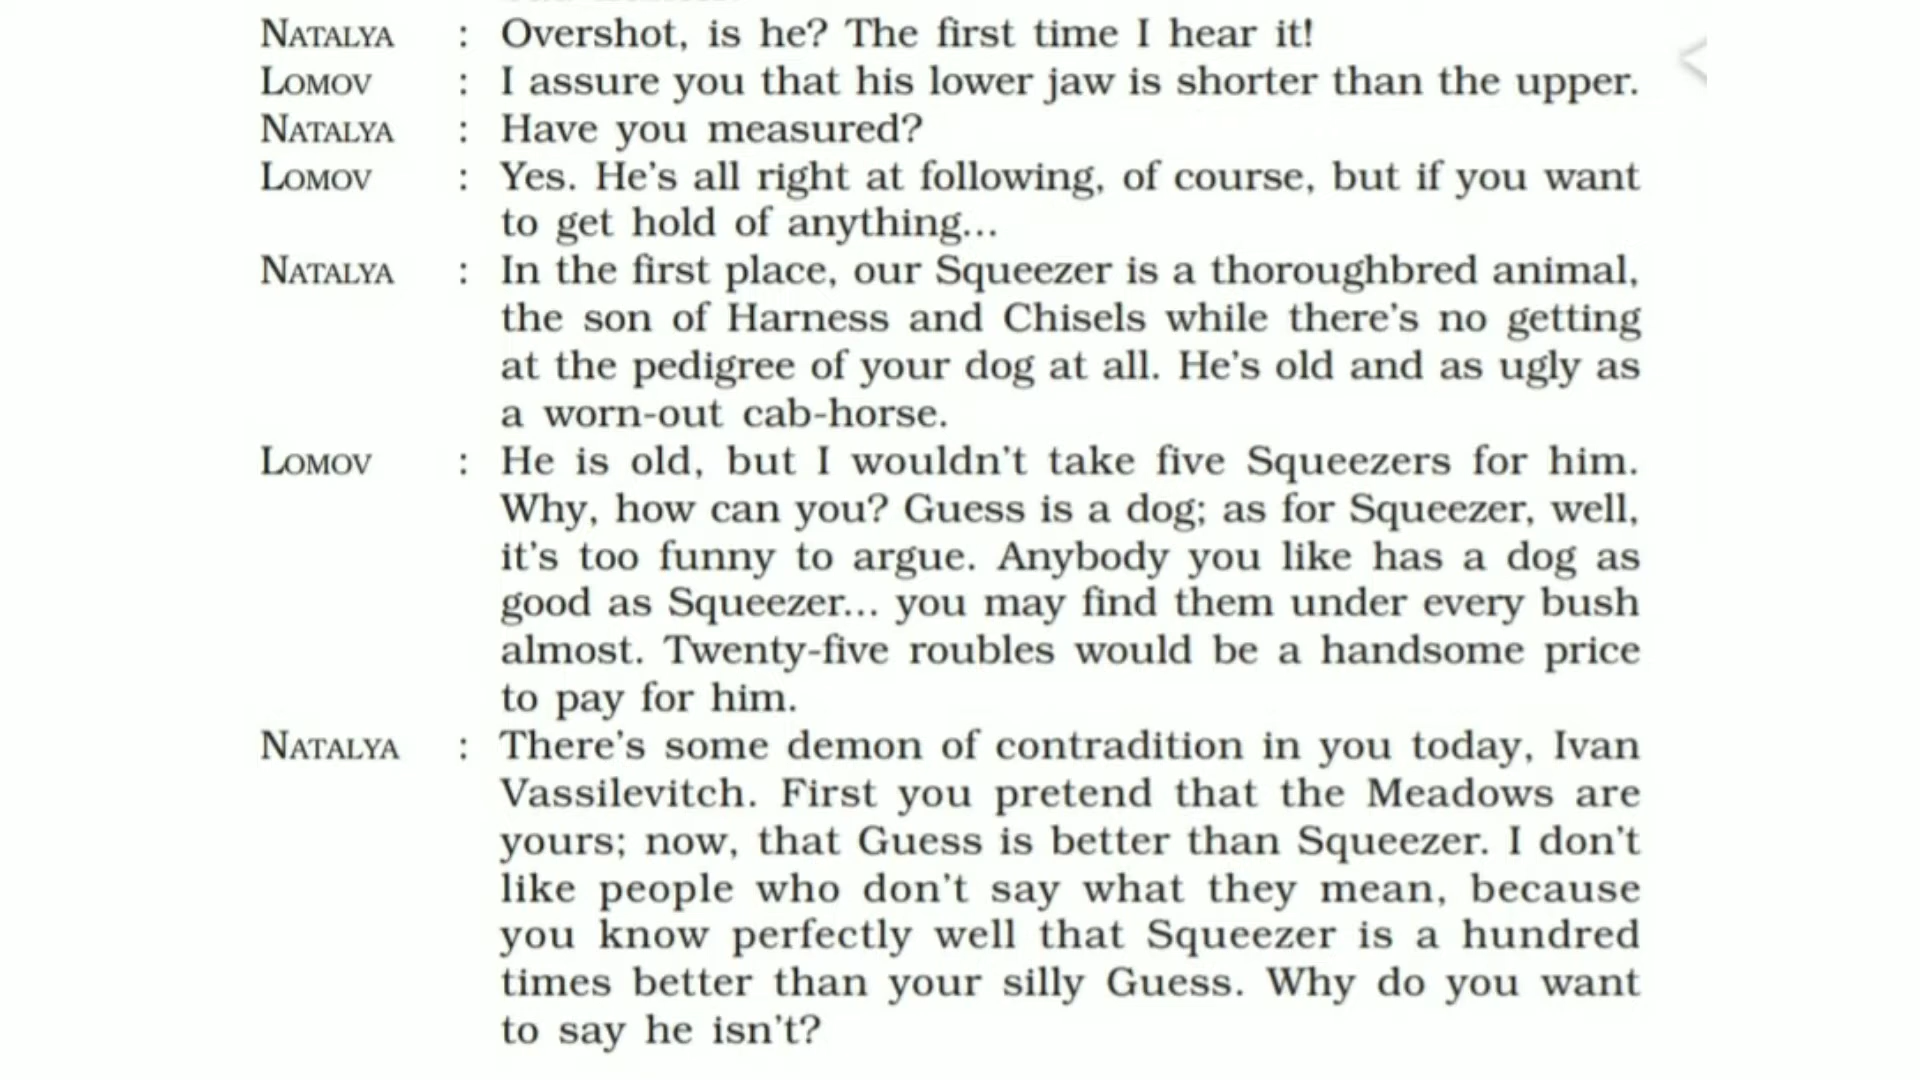 NATALYA : Overshot, is he? The first time I hear it!
LOMOV : I assure you that his lower jaw is shorter than the upper.
NATALYA : Have you measured?
LOMOV : Yes. He's all right at following, of course, but if you want
to get hold of anything...
NATALYA : In the first place, our Squeezer is a thoroughbred animal,
the son of Harness and Chisels while there's no getting
at the pedigree of your dog at all. He's old and as ugly as
a worn-out cab-horse.
LOMOV : He is old, but I wouldn't take five Squeezers for him.
Why, how can you? Guess is a dog; as for Squeezer, well,
it's too funny to argue. Anybody you like has a dog as
good as Squeezer... you may find them under every bush
almost. Twenty-five roubles would be a handsome price
to pay for him.
NATALYA : There's some demon of contradition in you today, Ivan
Vassilevitch. First you pretend that the Meadows are
yours; now, that Guess is better than Squeezer. I don't
like people who don't say what they mean, because
you know perfectly well that Squeezer is a hundred
times better than your silly Guess. Why do you want
to say he isn't?